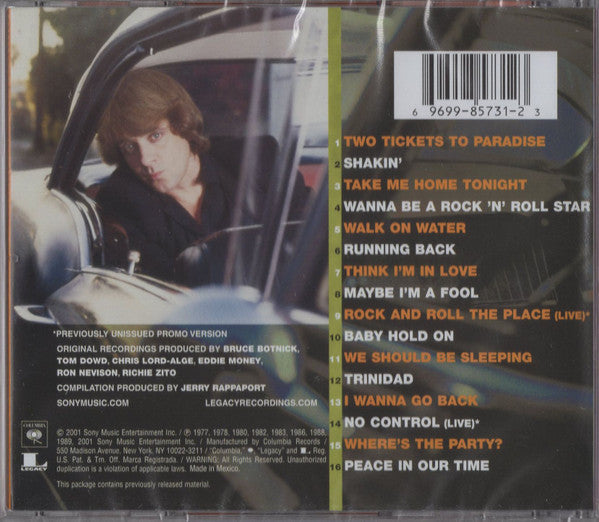 6 9699-85731-2 3
1 TWO TICKETS TO PARADISE
2 SHAKIN'
3 TAKE ME HOME TONIGHT
4 WANNA BE A ROCK 'N' ROLL STAR
5 WALK ON WATER
6 RUNNING BACK
7 THINK I'M IN LOVE
8 MAYBE I'M A FOOL
9 ROCK AND ROLL THE PLACE (LIVE)*
10 BABY HOLD ON
11 WE SHOULD BE SLEEPING
12 TRINIDAD
13 I WANNA GO BACK
14 NO CONTROL (LIVE)*
15 WHERE'S THE PARTY?
16 PEACE IN OUR TIME
*PREVIOUSLY UNISSUED PROMO VERSION
ORIGINAL RECORDINGS PRODUCED BY BRUCE BOTNICK,
TOM DOWD, CHRIS LORD-ALGE, EDDIE MONEY,
RON NEVISON, RICHIE ZITO
COMPILATION PRODUCED BY JERRY RAPPAPORT
SONYMUSIC.COM LEGACYRECORDINGS.COM
COLUMBIA
LEGACY
© 2001 Sony Music Entertainment Inc. / ℗ 1977, 1978, 1980, 1982, 1983, 1986, 1988,
1989, 2001 Sony Music Entertainment Inc. / Manufactured by Columbia Records /
550 Madison Avenue, New York, NY 10022-3211 / "Columbia," "Legacy" and L Reg.
U.S. Pat. & Tm. Off. Marca Registrada. / WARNING: All Rights Reserved. Unauthorized
duplication is a violation of applicable laws. Made in Mexico.
This package contains previously released material.